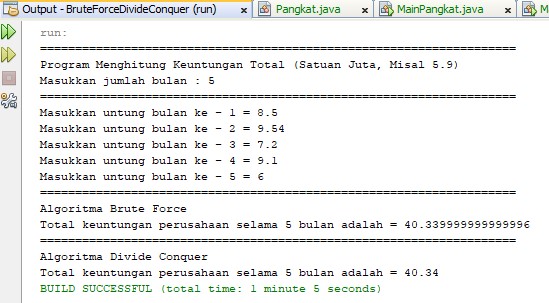 Output - BruteForceDivideConquer (run) Pangkat.java MainPangkat.java M
run:
====================================================================
Program Menghitung Keuntungan Total (Satuan Juta, Misal 5.9)
Masukkan jumlah bulan : 5
====================================================================
Masukkan untung bulan ke - 1 = 8.5
Masukkan untung bulan ke - 2 = 9.54
Masukkan untung bulan ke - 3 = 7.2
Masukkan untung bulan ke - 4 = 9.1
Masukkan untung bulan ke - 5 = 6
====================================================================
Algoritma Brute Force
Total keuntungan perusahaan selama 5 bulan adalah = 40.339999999999996
====================================================================
Algoritma Divide Conquer
Total keuntungan perusahaan selama 5 bulan adalah = 40.34
BUILD SUCCESSFUL (total time: 1 minute 5 seconds)